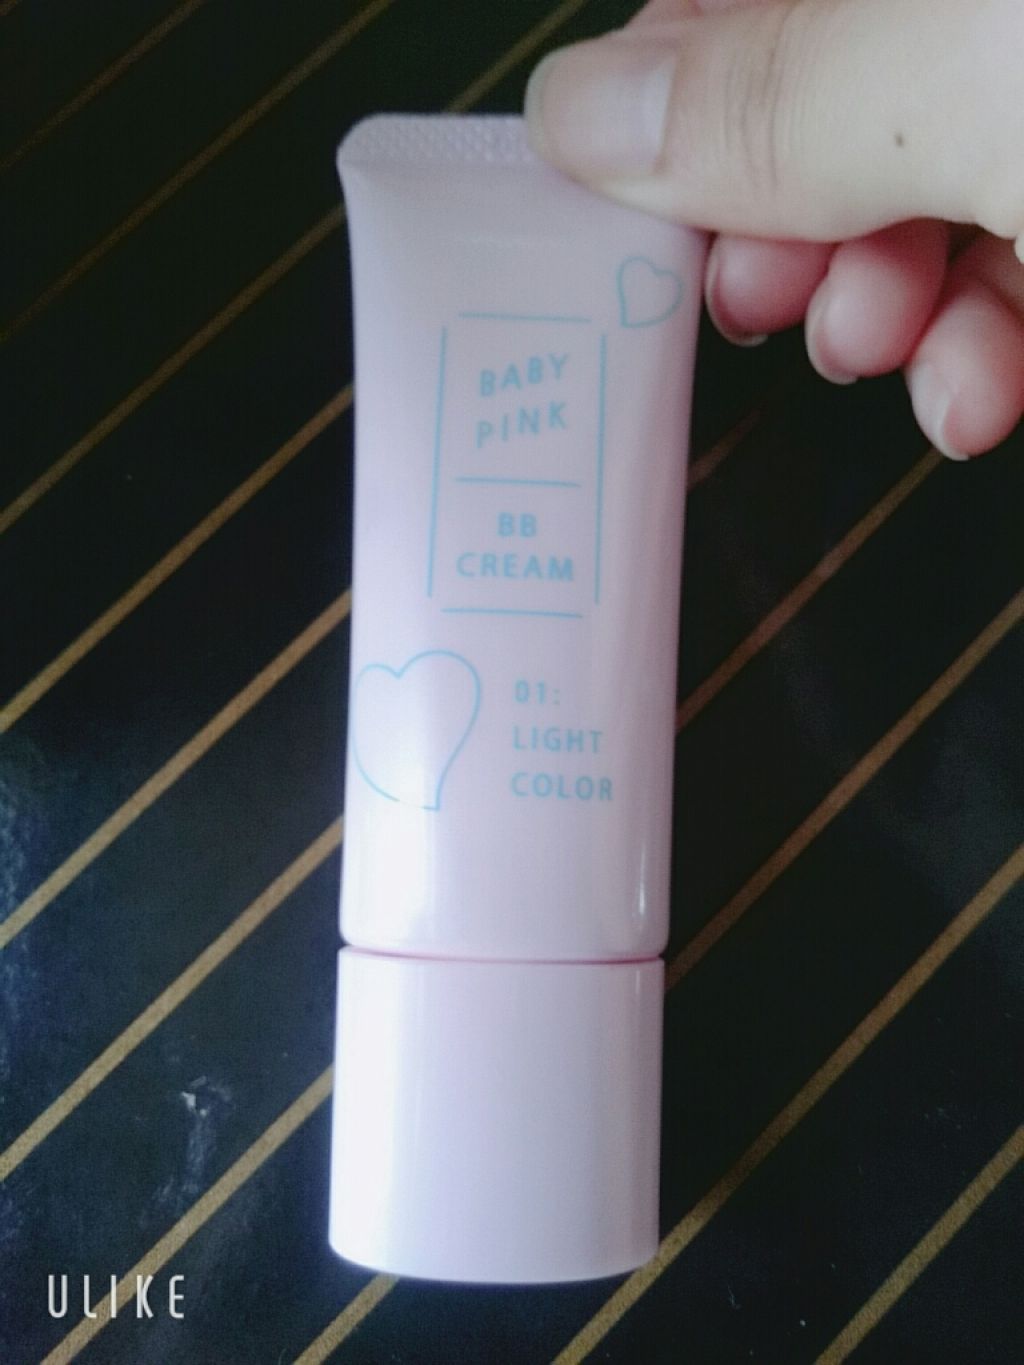 BABY
PINK
BB
CREAM
01:
LIGHT
COLOR
ULIKE